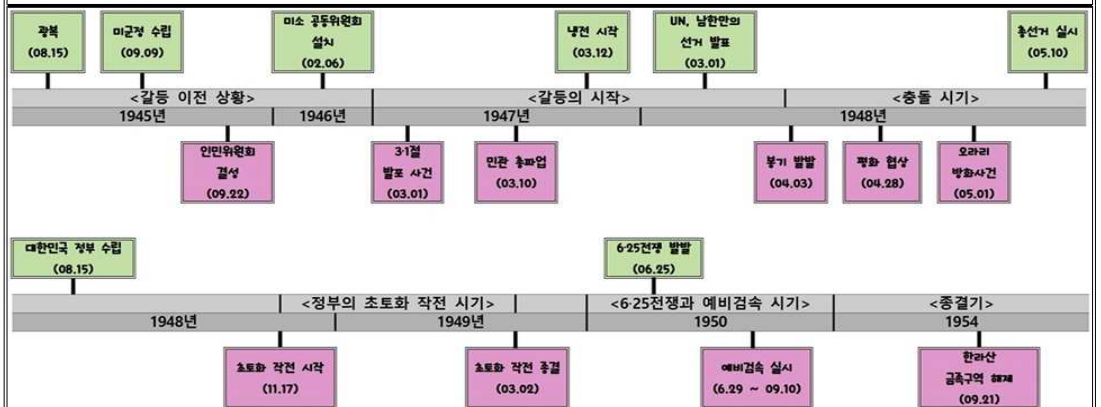 광복
(08.15)
미군정 수립
(09.09)
미소 공동위원회
설치
(02.06)
냉전 시작
(03.12)
UN, 남한만의
선거 발표
(03.01)
총선거 실시
(05.10)
<갈등 이전 상황>
<갈등의 시작>
<충돌 시기>
1945년
1946년
1947년
1948년
인민위원회
결성
(09.22)
3·1절
발포 사건
(03.01)
민관 총파업
(03.10)
봉기 발발
(04.03)
평화 협상
(04.28)
오라리
방화사건
(05.01)
대한민국 정부 수립
(08.15)
6·25전쟁 발발
(06.25)
<정부의 초토화 작전 시기>
<6·25전쟁과 예비검속 시기>
<종결기>
1948년
1949년
1950
1954
초토화 작전 시작
(11.17)
초토화 작전 종결
(03.02)
예비검속 실시
(6.29 ~ 09.10)
한라산
금족구역 해제
(09.21)